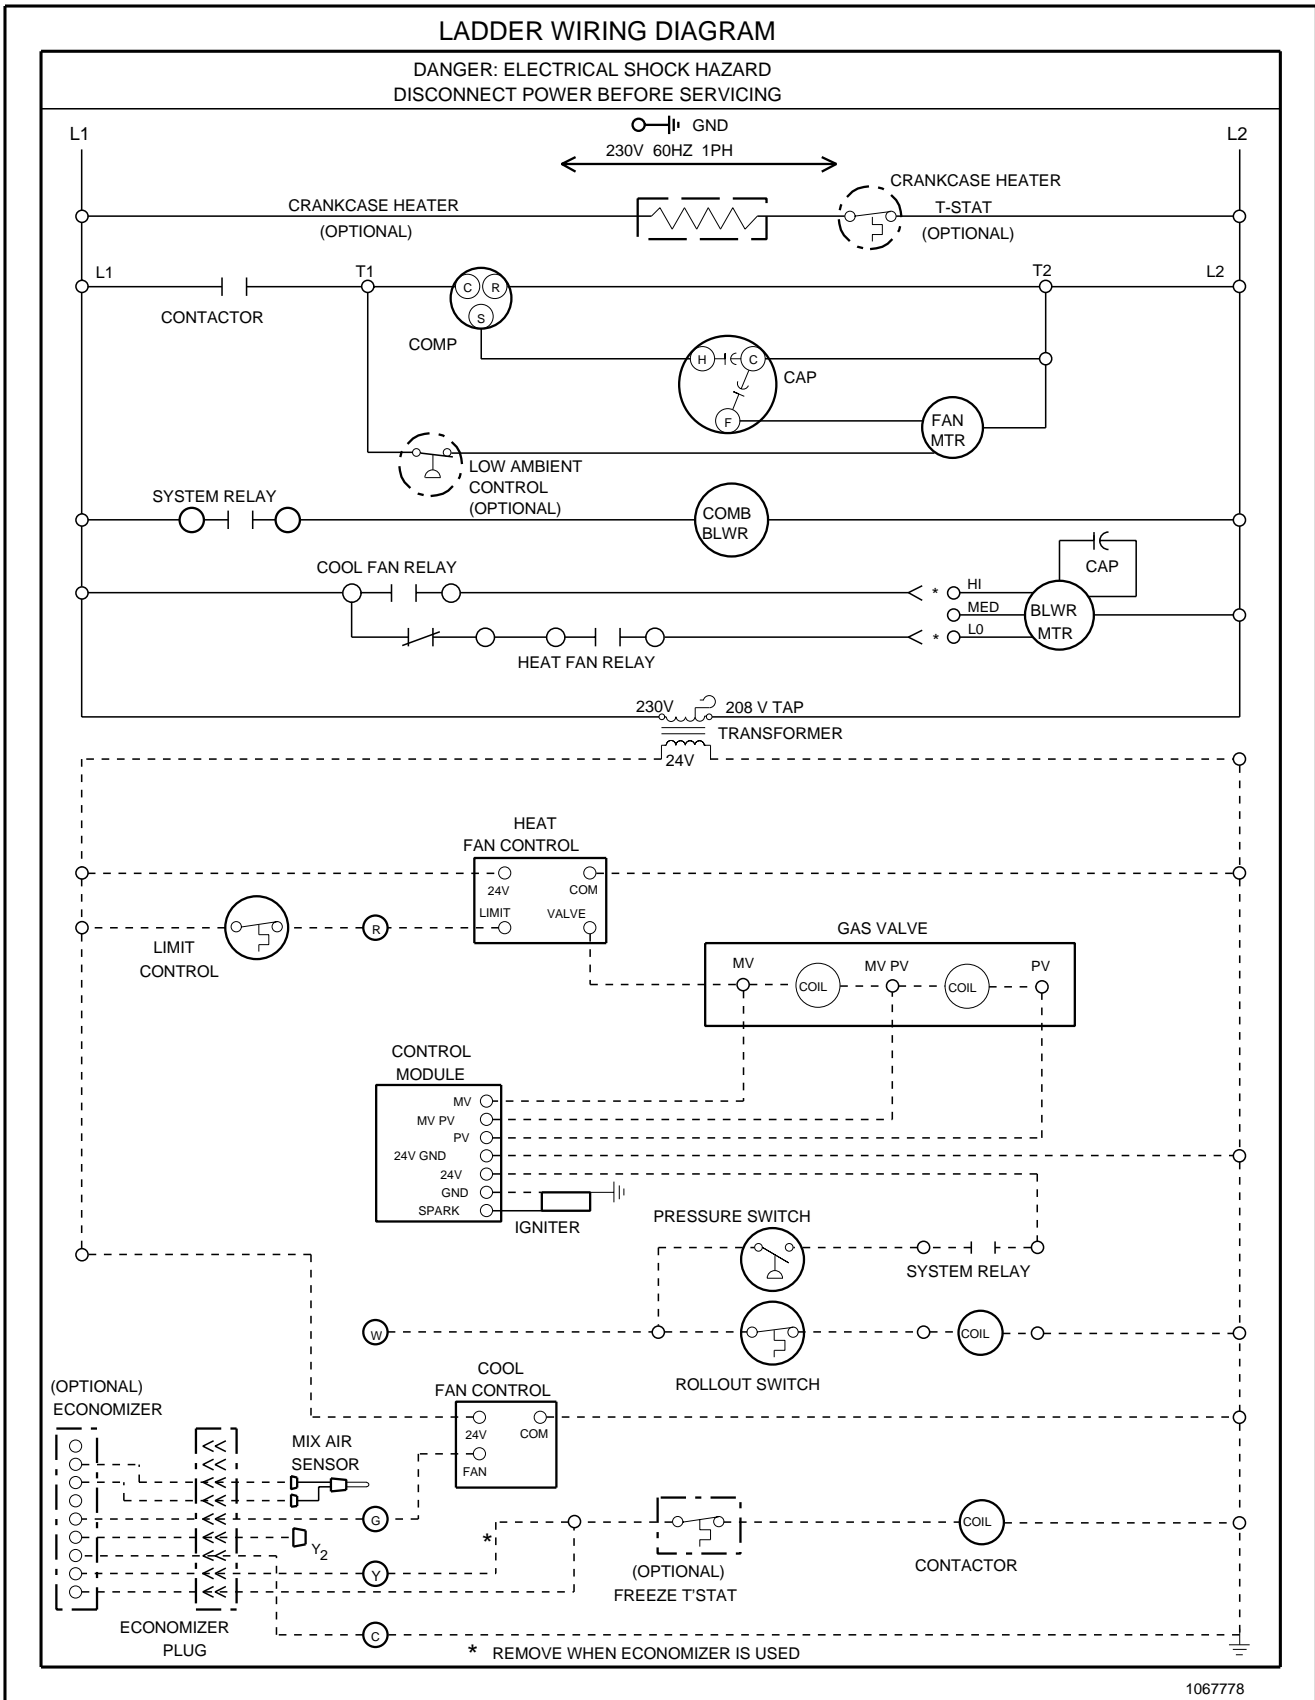 LADDER WIRING DIAGRAM
DANGER: ELECTRICAL SHOCK HAZARD
DISCONNECT POWER BEFORE SERVICING
GND
L1
L2
230V 60HZ 1PH
CRANKCASE HEATER
(OPTIONAL)
CRANKCASE HEATER
T-STAT
(OPTIONAL)
L1
T1
T2
L2
CONTACTOR
C
R
S
COMP
H
C
F
CAP
FAN
MTR
LOW AMBIENT
CONTROL
(OPTIONAL)
SYSTEM RELAY
COMB
BLWR
COOL FAN RELAY
CAP
* HI
MED
* L0
BLWR
MTR
HEAT FAN RELAY
230V
208 V TAP
TRANSFORMER
24V
HEAT
FAN CONTROL
24V
COM
LIMIT
VALVE
LIMIT
CONTROL
R
GAS VALVE
MV
MV PV
PV
COIL
COIL
CONTROL
MODULE
MV
MV PV
PV
24V GND
24V
GND
SPARK
IGNITER
PRESSURE SWITCH
SYSTEM RELAY
W
COIL
ROLLOUT SWITCH
COOL
FAN CONTROL
24V
COM
FAN
(OPTIONAL)
ECONOMIZER
MIX AIR
SENSOR
G
Y2
*
Y
(OPTIONAL)
FREEZE T'STAT
COIL
CONTACTOR
ECONOMIZER
PLUG
C
* REMOVE WHEN ECONOMIZER IS USED
1067778